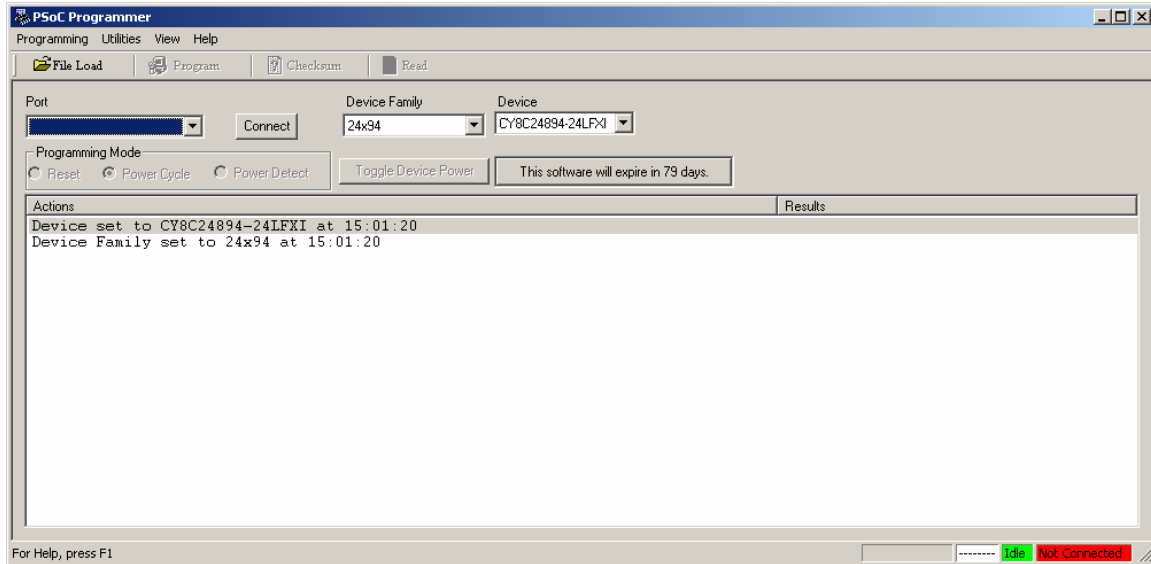 PSoC Programmer
Programming Utilities View Help
File Load Program Checksum Read
Port Device Family Device
Connect 24x94 CY8C24894-24LFXI
Programming Mode
Reset Power Cycle Power Detect Toggle Device Power This software will expire in 79 days.
Actions Results
Device set to CY8C24894-24LFXI at 15:01:20
Device Family set to 24x94 at 15:01:20
For Help, press F1 -------- Idle Not Connected